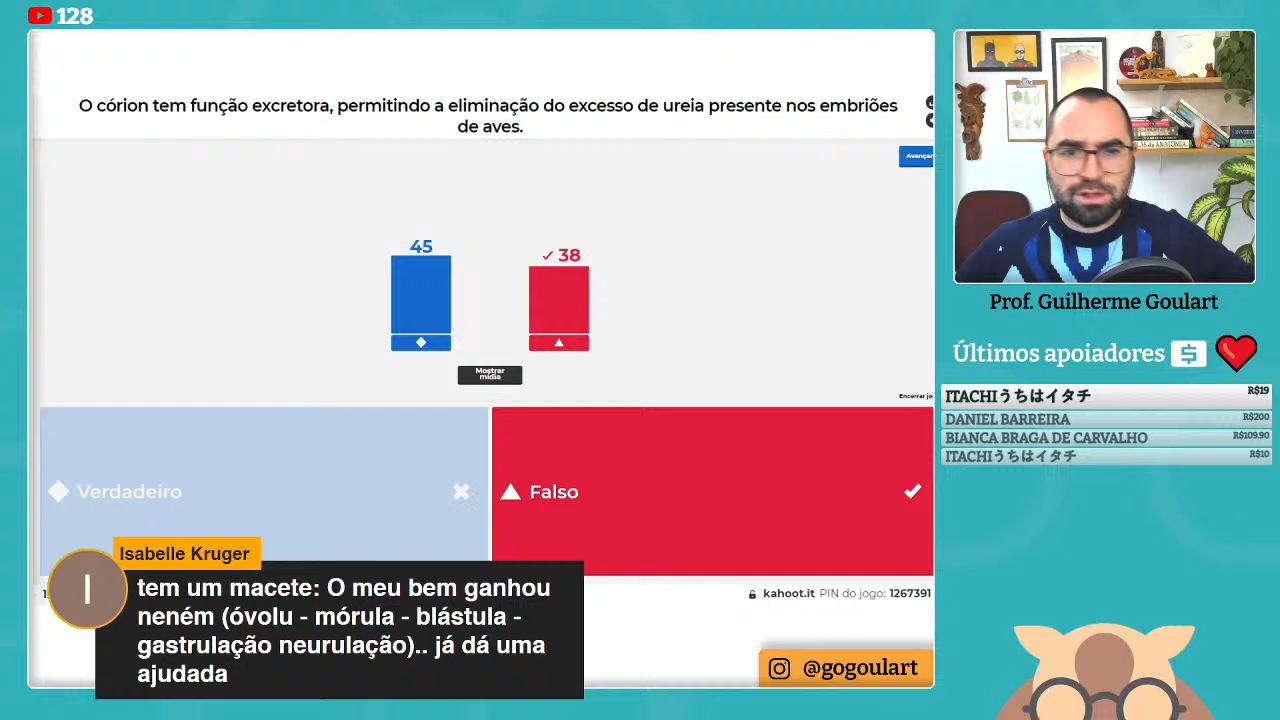 128
O córion tem função excretora, permitindo a eliminação do excesso de ureia presente nos embriões
de aves.
Avançar
45
38
Mostrar
mídia
Encerrar jo
Verdadeiro
Falso
Isabelle Kruger
I
tem um macete: O meu bem ganhou
neném (óvolu - mórula - blástula -
gastrulação neurulação).. já dá uma
ajudada
kahoot.it PIN do jogo: 1267391
@gogoulart
Prof. Guilherme Goulart
Últimos apoiadores
ITACHIうちはイタチ R$19
DANIEL BARREIRA R$200
BIANCA BRAGA DE CARVALHO R$109.90
ITACHIうちはイタチ R$10